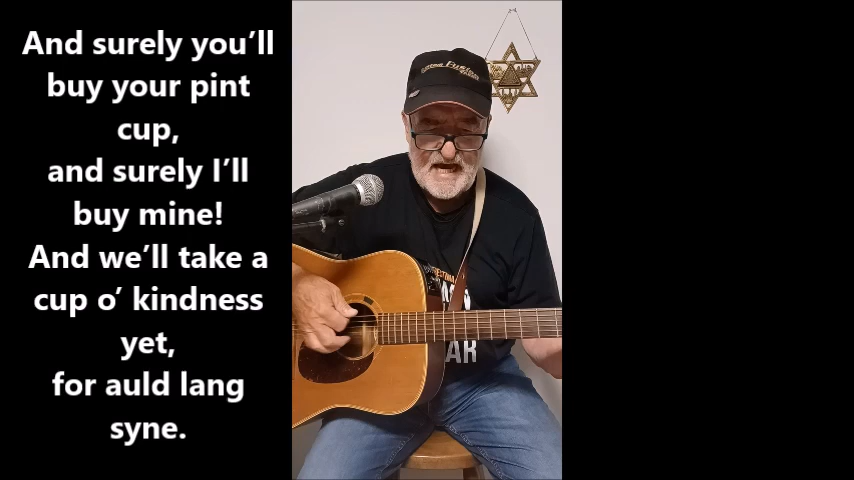 And surely you’ll
buy your pint
cup,
and surely I’ll
buy mine!
And we’ll take a
cup o’ kindness
yet,
for auld lang
syne.